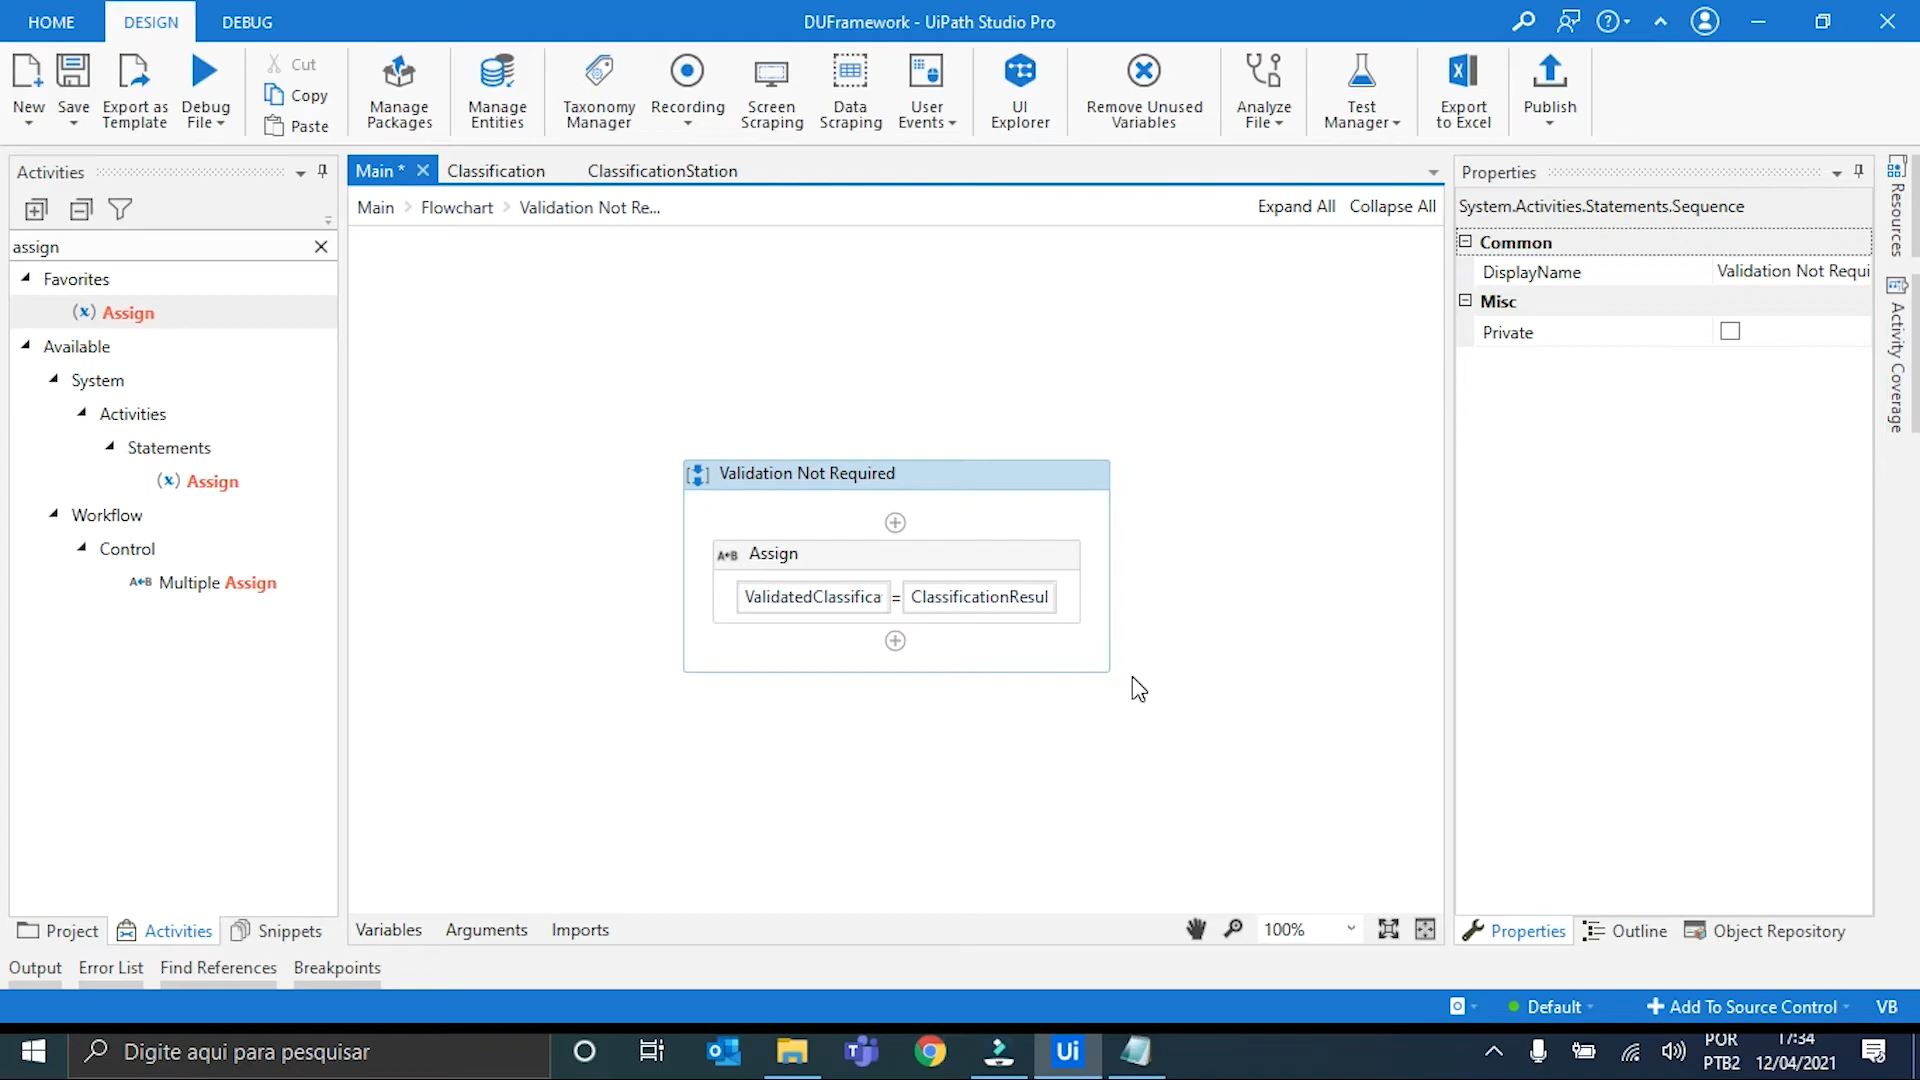 HOME DESIGN DEBUG DUFramework - UiPath Studio Pro
New Save Export as Template Debug File Cut Copy Paste Manage Packages Manage Entities Taxonomy Manager Recording Screen Scraping Data Scraping User Events UI Explorer Remove Unused Variables Analyze File Test Manager Export to Excel Publish
Activities
assign
Favorites
(x) Assign
Available
System
Activities
Statements
(x) Assign
Workflow
Control
A←B Multiple Assign
Project Activities Snippets
Main * Classification ClassificationStation
Main > Flowchart > Validation Not Re... Expand All Collapse All
Validation Not Required
A←B Assign
ValidatedClassifica = ClassificationResul
Variables Arguments Imports 100%
Properties
System.Activities.Statements.Sequence
Common
DisplayName Validation Not Requi
Misc
Private
Properties Outline Object Repository
Resources
Activity Coverage
Output Error List Find References Breakpoints
Default Add To Source Control VB
Digite aqui para pesquisar Ui POR 17:34
PTB2 12/04/2021